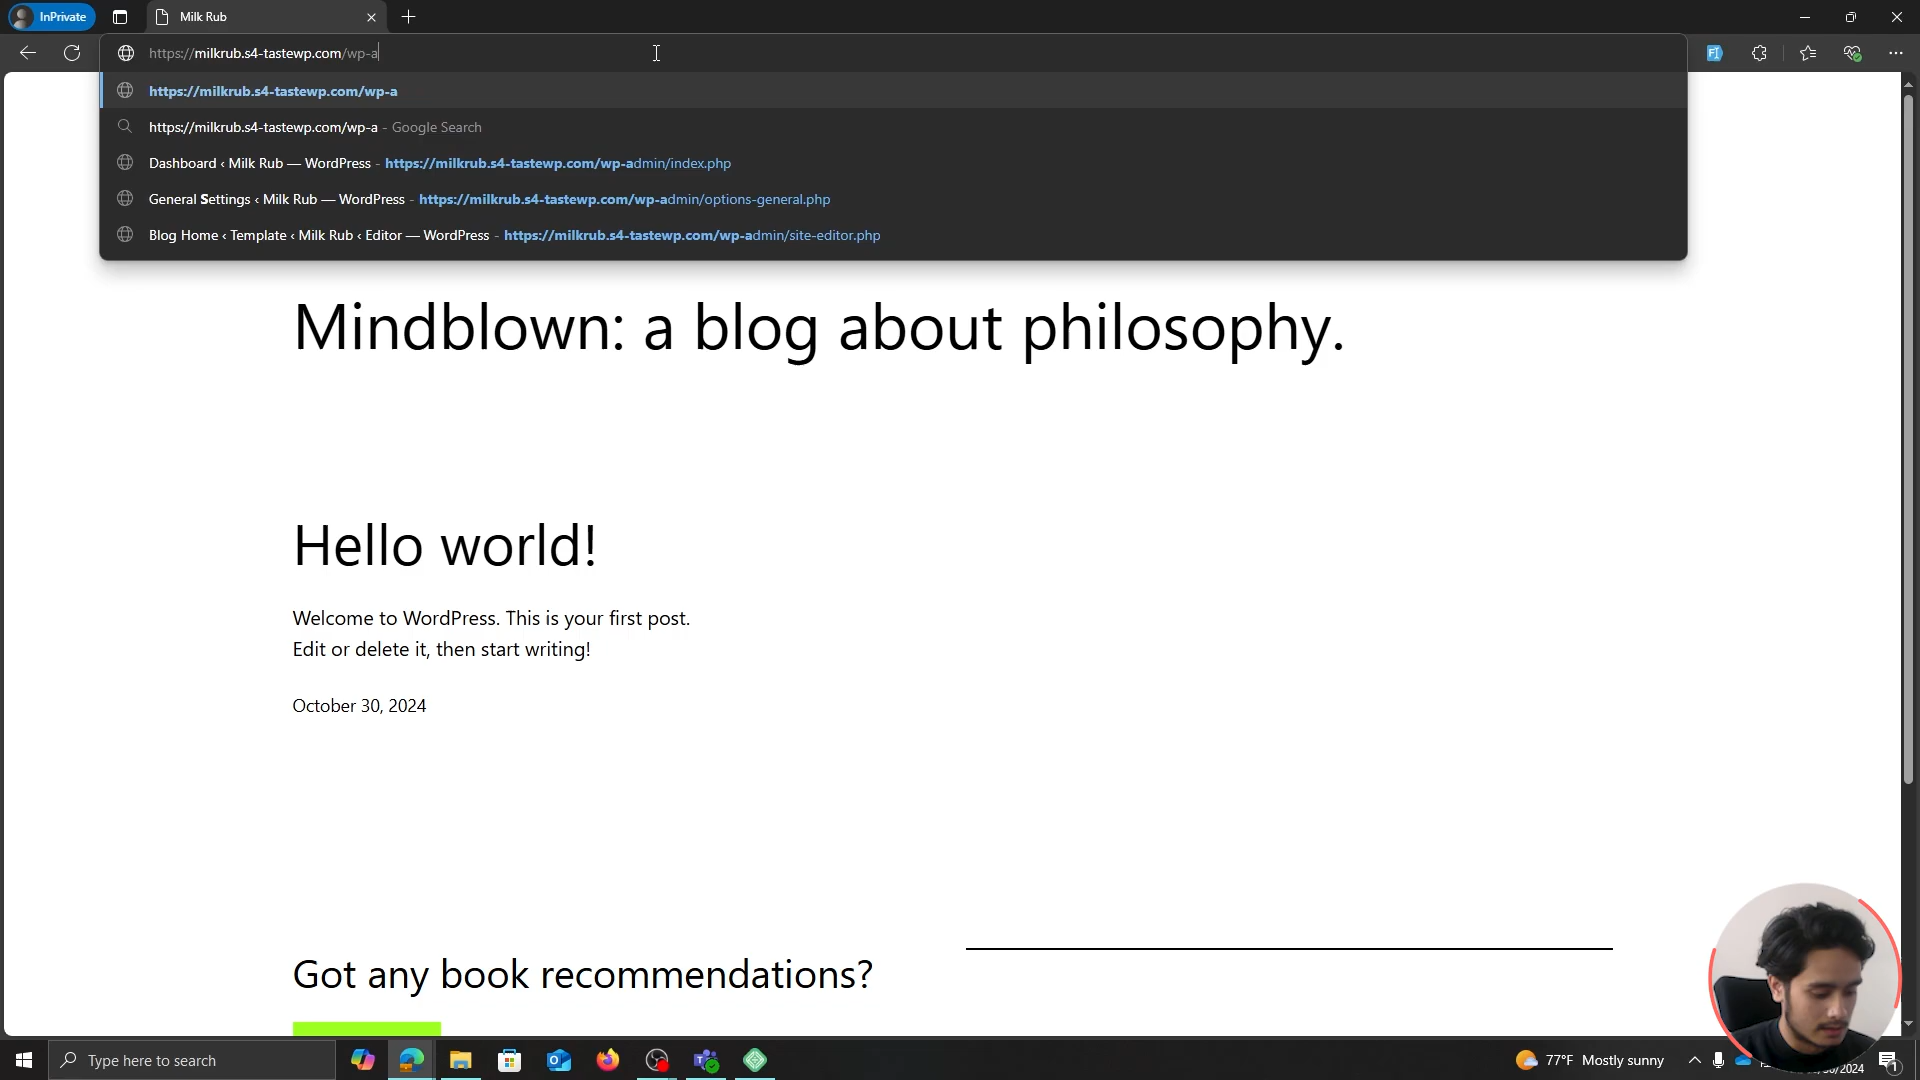 InPrivate
Milk Rub
https://milkrub.s4-tastewp.com/wp-a
https://milkrub.s4-tastewp.com/wp-a
https://milkrub.s4-tastewp.com/wp-a - Google Search
Dashboard ‹ Milk Rub — WordPress - https://milkrub.s4-tastewp.com/wp-admin/index.php
General Settings ‹ Milk Rub — WordPress - https://milkrub.s4-tastewp.com/wp-admin/options-general.php
Blog Home ‹ Template ‹ Milk Rub ‹ Editor — WordPress - https://milkrub.s4-tastewp.com/wp-admin/site-editor.php
Mindblown: a blog about philosophy.
Hello world!
Welcome to WordPress. This is your first post.
Edit or delete it, then start writing!
October 30, 2024
Got any book recommendations?
Type here to search
77°F Mostly sunny